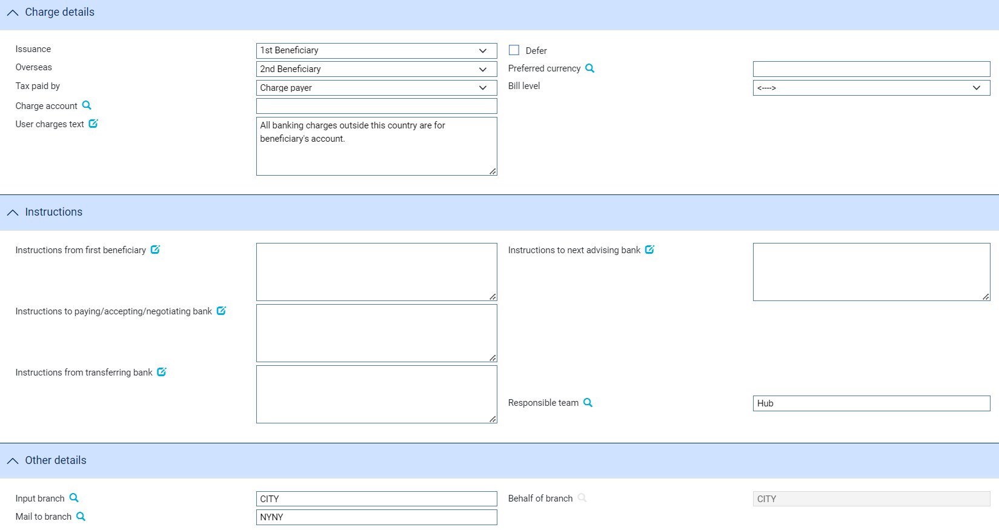 Charge details
Issuance
1st Beneficiary
Defer
Overseas
2nd Beneficiary
Preferred currency
Tax paid by
Charge payer
Bill level
<---->
Charge account
User charges text
All banking charges outside this country are for
beneficiary's account.
Instructions
Instructions from first beneficiary
Instructions to next advising bank
Instructions to paying/accepting/negotiating bank
Instructions from transferring bank
Responsible team
Hub
Other details
Input branch
CITY
Behalf of branch
CITY
Mail to branch
NYNY